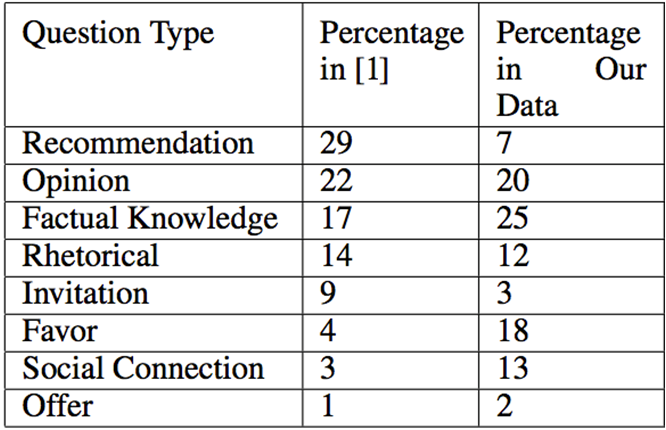 Question Type Percentage Percentage
in [1] in Our
Data
Recommendation 29 7
Opinion 22 20
Factual Knowledge 17 25
Rhetorical 14 12
Invitation 9 3
Favor 4 18
Social Connection 3 13
Offer 1 2